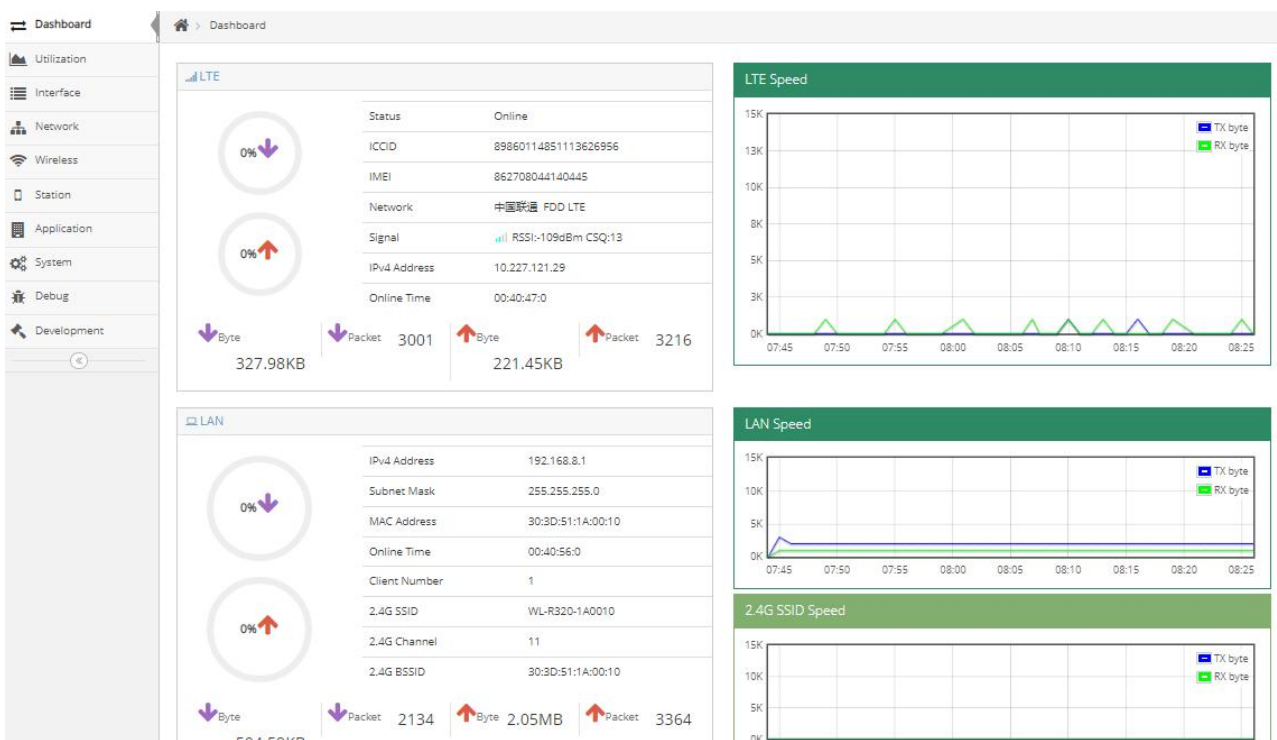 Dashboard
Utilization
Interface
Network
Wireless
Station
Application
System
Debug
Development
Dashboard
LTE
0%
0%
Status Online
ICCID 89860114851113626956
IMEI 862708044140445
Network 中国联通 FDD LTE
Signal RSSI:-109dBm CSQ:13
IPv4 Address 10.227.121.29
Online Time 00:40:47:0
Byte Packet 3001 Byte Packet 3216
327.98KB 221.45KB
LTE Speed
15K
13K
10K
8K
5K
3K
0K
TX byte
RX byte
07:45 07:50 07:55 08:00 08:05 08:10 08:15 08:20 08:25
LAN
0%
0%
IPv4 Address 192.168.8.1
Subnet Mask 255.255.255.0
MAC Address 30:3D:51:1A:00:10
Online Time 00:40:56:0
Client Number 1
2.4G SSID WL-R320-1A0010
2.4G Channel 11
2.4G BSSID 30:3D:51:1A:00:10
Byte Packet 2134 Byte 2.05MB Packet 3364
LAN Speed
15K
10K
5K
0K
TX byte
RX byte
07:45 07:50 07:55 08:00 08:05 08:10 08:15 08:20 08:25
2.4G SSID Speed
15K
10K
5K
0K
TX byte
RX byte